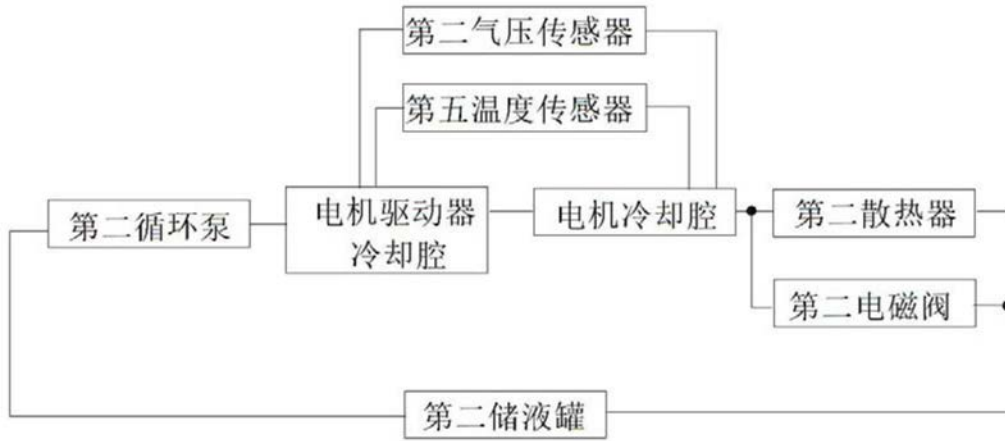 第二气压传感器
第五温度传感器
第二循环泵
电机驱动器
冷却腔
电机冷却腔
第二散热器
第二电磁阀
第二储液罐